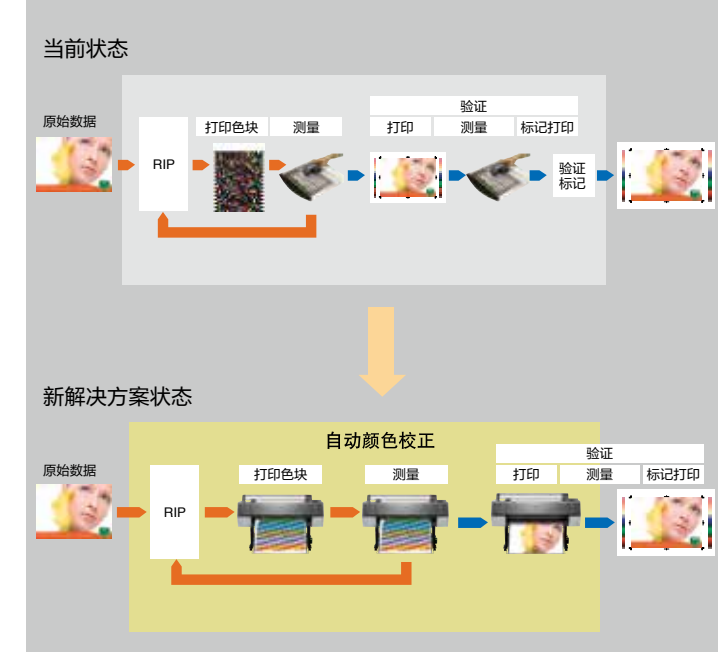 当前状态
原始数据
验证
打印色块 测量 打印 测量 标记打印
RIP
验证
标记
新解决方案状态
自动颜色校正
验证
原始数据
打印色块 测量 打印 测量 标记打印
RIP